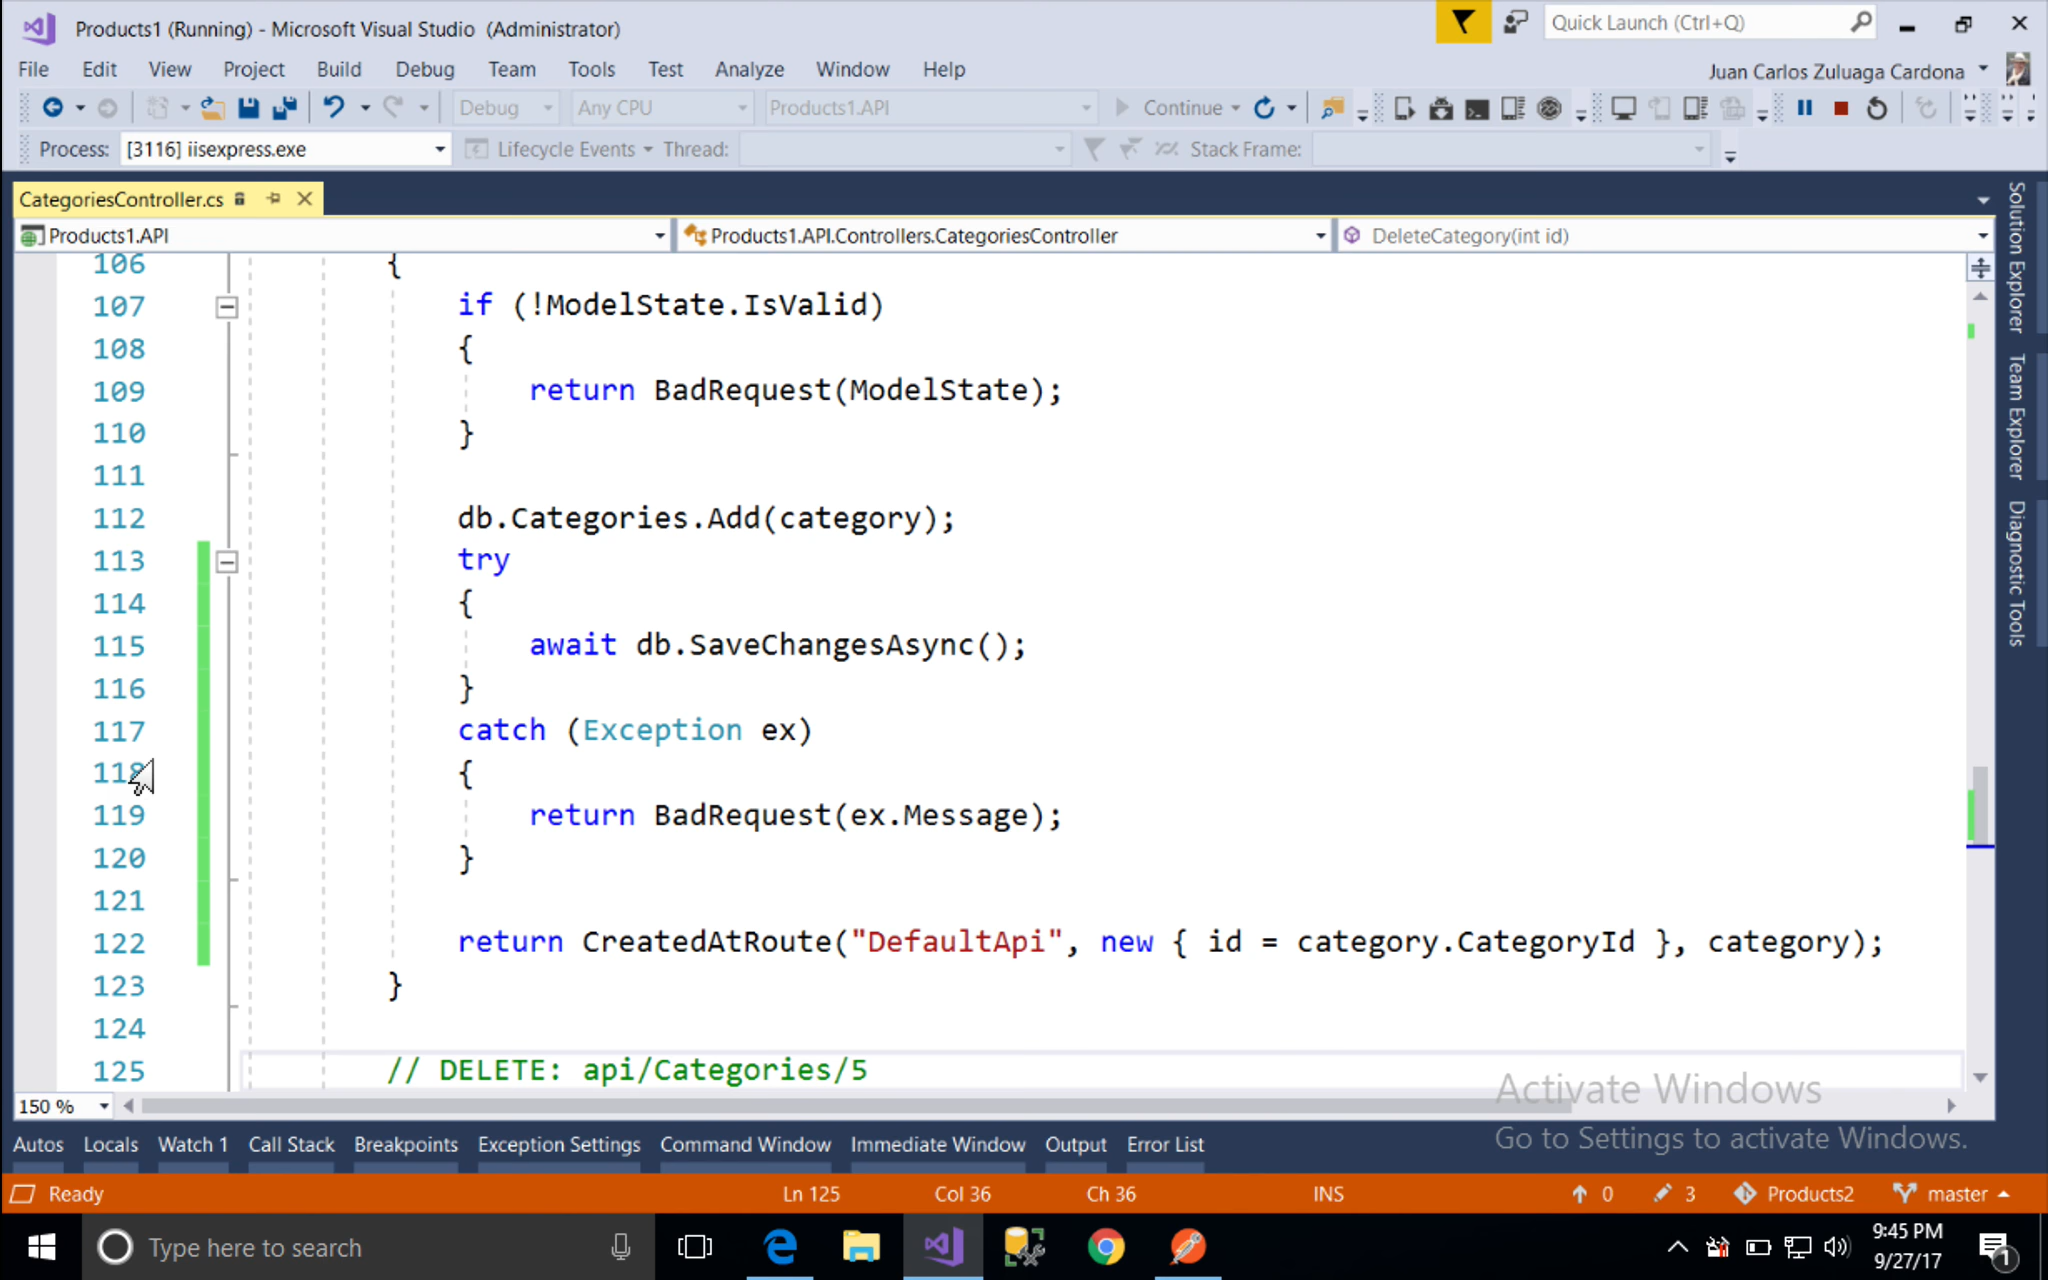 Products1 (Running) - Microsoft Visual Studio (Administrator)
Quick Launch (Ctrl+Q)
File Edit View Project Build Debug Team Tools Test Analyze Window Help
Juan Carlos Zuluaga Cardona
Debug Any CPU Products1.API Continue
Process: [3116] iisexpress.exe Lifecycle Events Thread: Stack Frame:
CategoriesController.cs
Products1.API Products1.API.Controllers.CategoriesController DeleteCategory(int id)
106 {
107 if (!ModelState.IsValid)
108 {
109 return BadRequest(ModelState);
110 }
111
112 db.Categories.Add(category);
113 try
114 {
115 await db.SaveChangesAsync();
116 }
117 catch (Exception ex)
118 {
119 return BadRequest(ex.Message);
120 }
121
122 return CreatedAtRoute("DefaultApi", new { id = category.CategoryId }, category);
123 }
124
125 // DELETE: api/Categories/5
Solution Explorer
Team Explorer
Diagnostic Tools
150 %
Activate Windows
Go to Settings to activate Windows.
Autos Locals Watch 1 Call Stack Breakpoints Exception Settings Command Window Immediate Window Output Error List
Ready Ln 125 Col 36 Ch 36 INS 0 3 Products2 master
Type here to search
9:45 PM
9/27/17
1